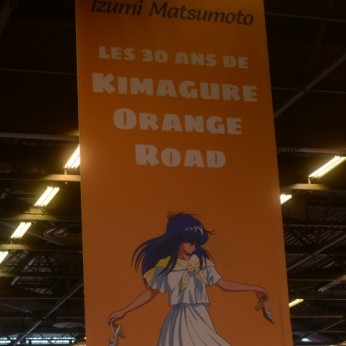 Izumi Matsumoto
LES 30 ANS DE
KIMAGURE
ORANGE
ROAD